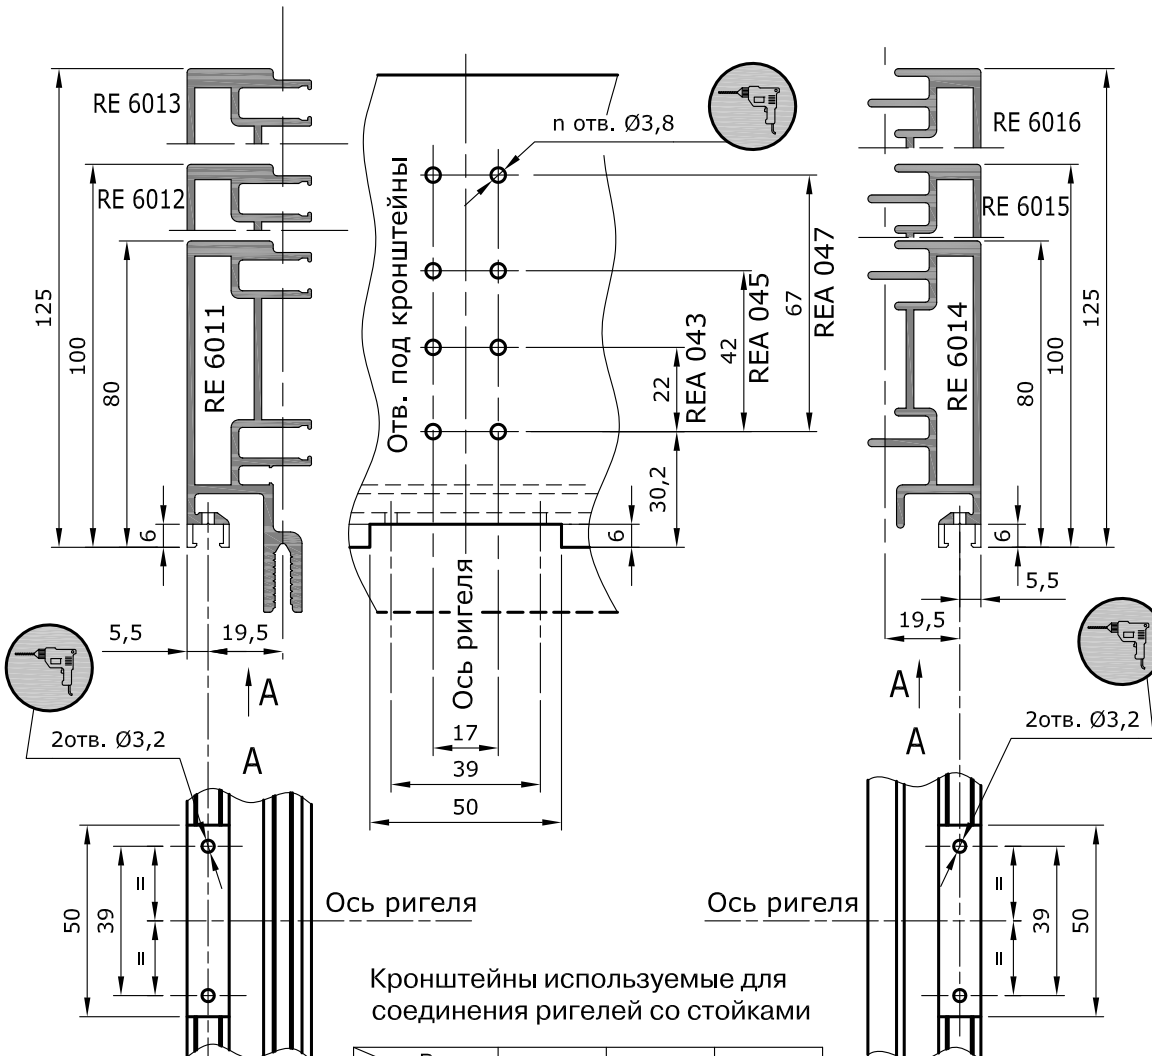 RE 6013
RE 6012
RE 6011
125
100
80
6
5,5
19,5
A
2отв. Ø3,2
A
50
39
=
=
Ось ригеля
n отв. Ø3,8
Отв. под кронштейны
22
REA 043
42
REA 045
67
REA 047
30,2
6
Ось ригеля
17
39
50
RE 6016
RE 6015
RE 6014
80
100
125
6
5,5
19,5
A
2отв. Ø3,2
A
Ось ригеля
=
=
39
50
Кронштейны используемые для
соединения ригелей со стойками